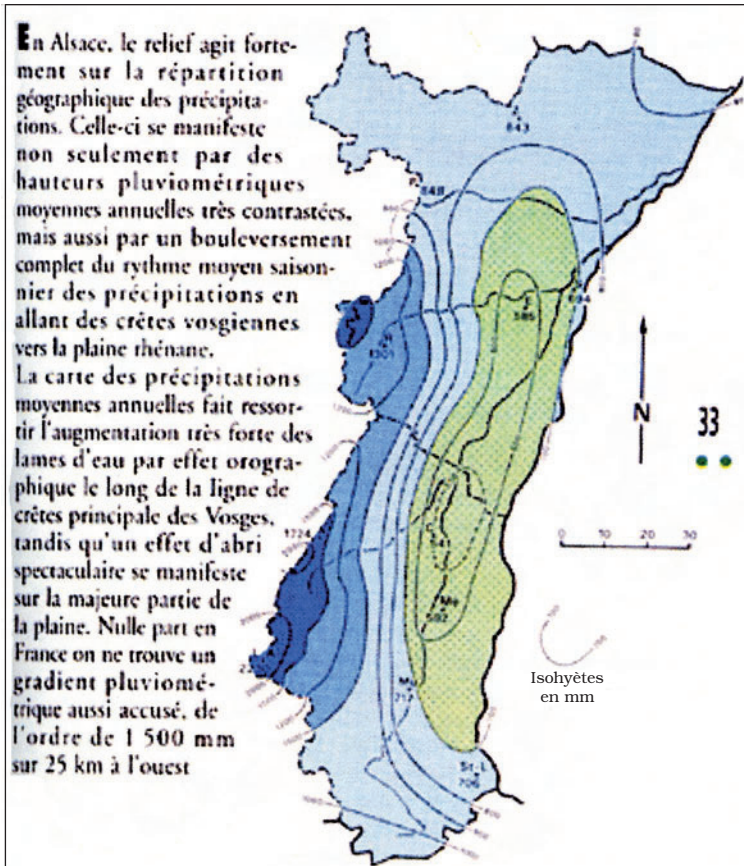 En Alsace, le relief agit forte-
ment sur la répartition
géographique des précipita-
tions. Celle-ci se manifeste
non seulement par des
hauteurs pluviométriques
moyennes annuelles très contrastées,
mais aussi par un bouleversement
complet du rythme moyen saison-
nier des précipitations en
allant des crêtes vosgiennes
vers la plaine rhénane.
La carte des précipitations
moyennes annuelles fait ressor-
tir l'augmentation très forte des
lames d'eau par effet orogra-
phique le long de la ligne de
crêtes principale des Vosges,
tandis qu'un effet d'abri
spectaculaire se manifeste
sur la majeure partie de
la plaine. Nulle part en
France on ne trouve un
gradient pluviomé-
trique aussi accusé, de
l'ordre de 1 500 mm
sur 25 km à l'ouest
843
848
1301
585
1724
Me
592
Mu
717
St-L
706
N
33
0 10 20 30
Isohyètes
en mm